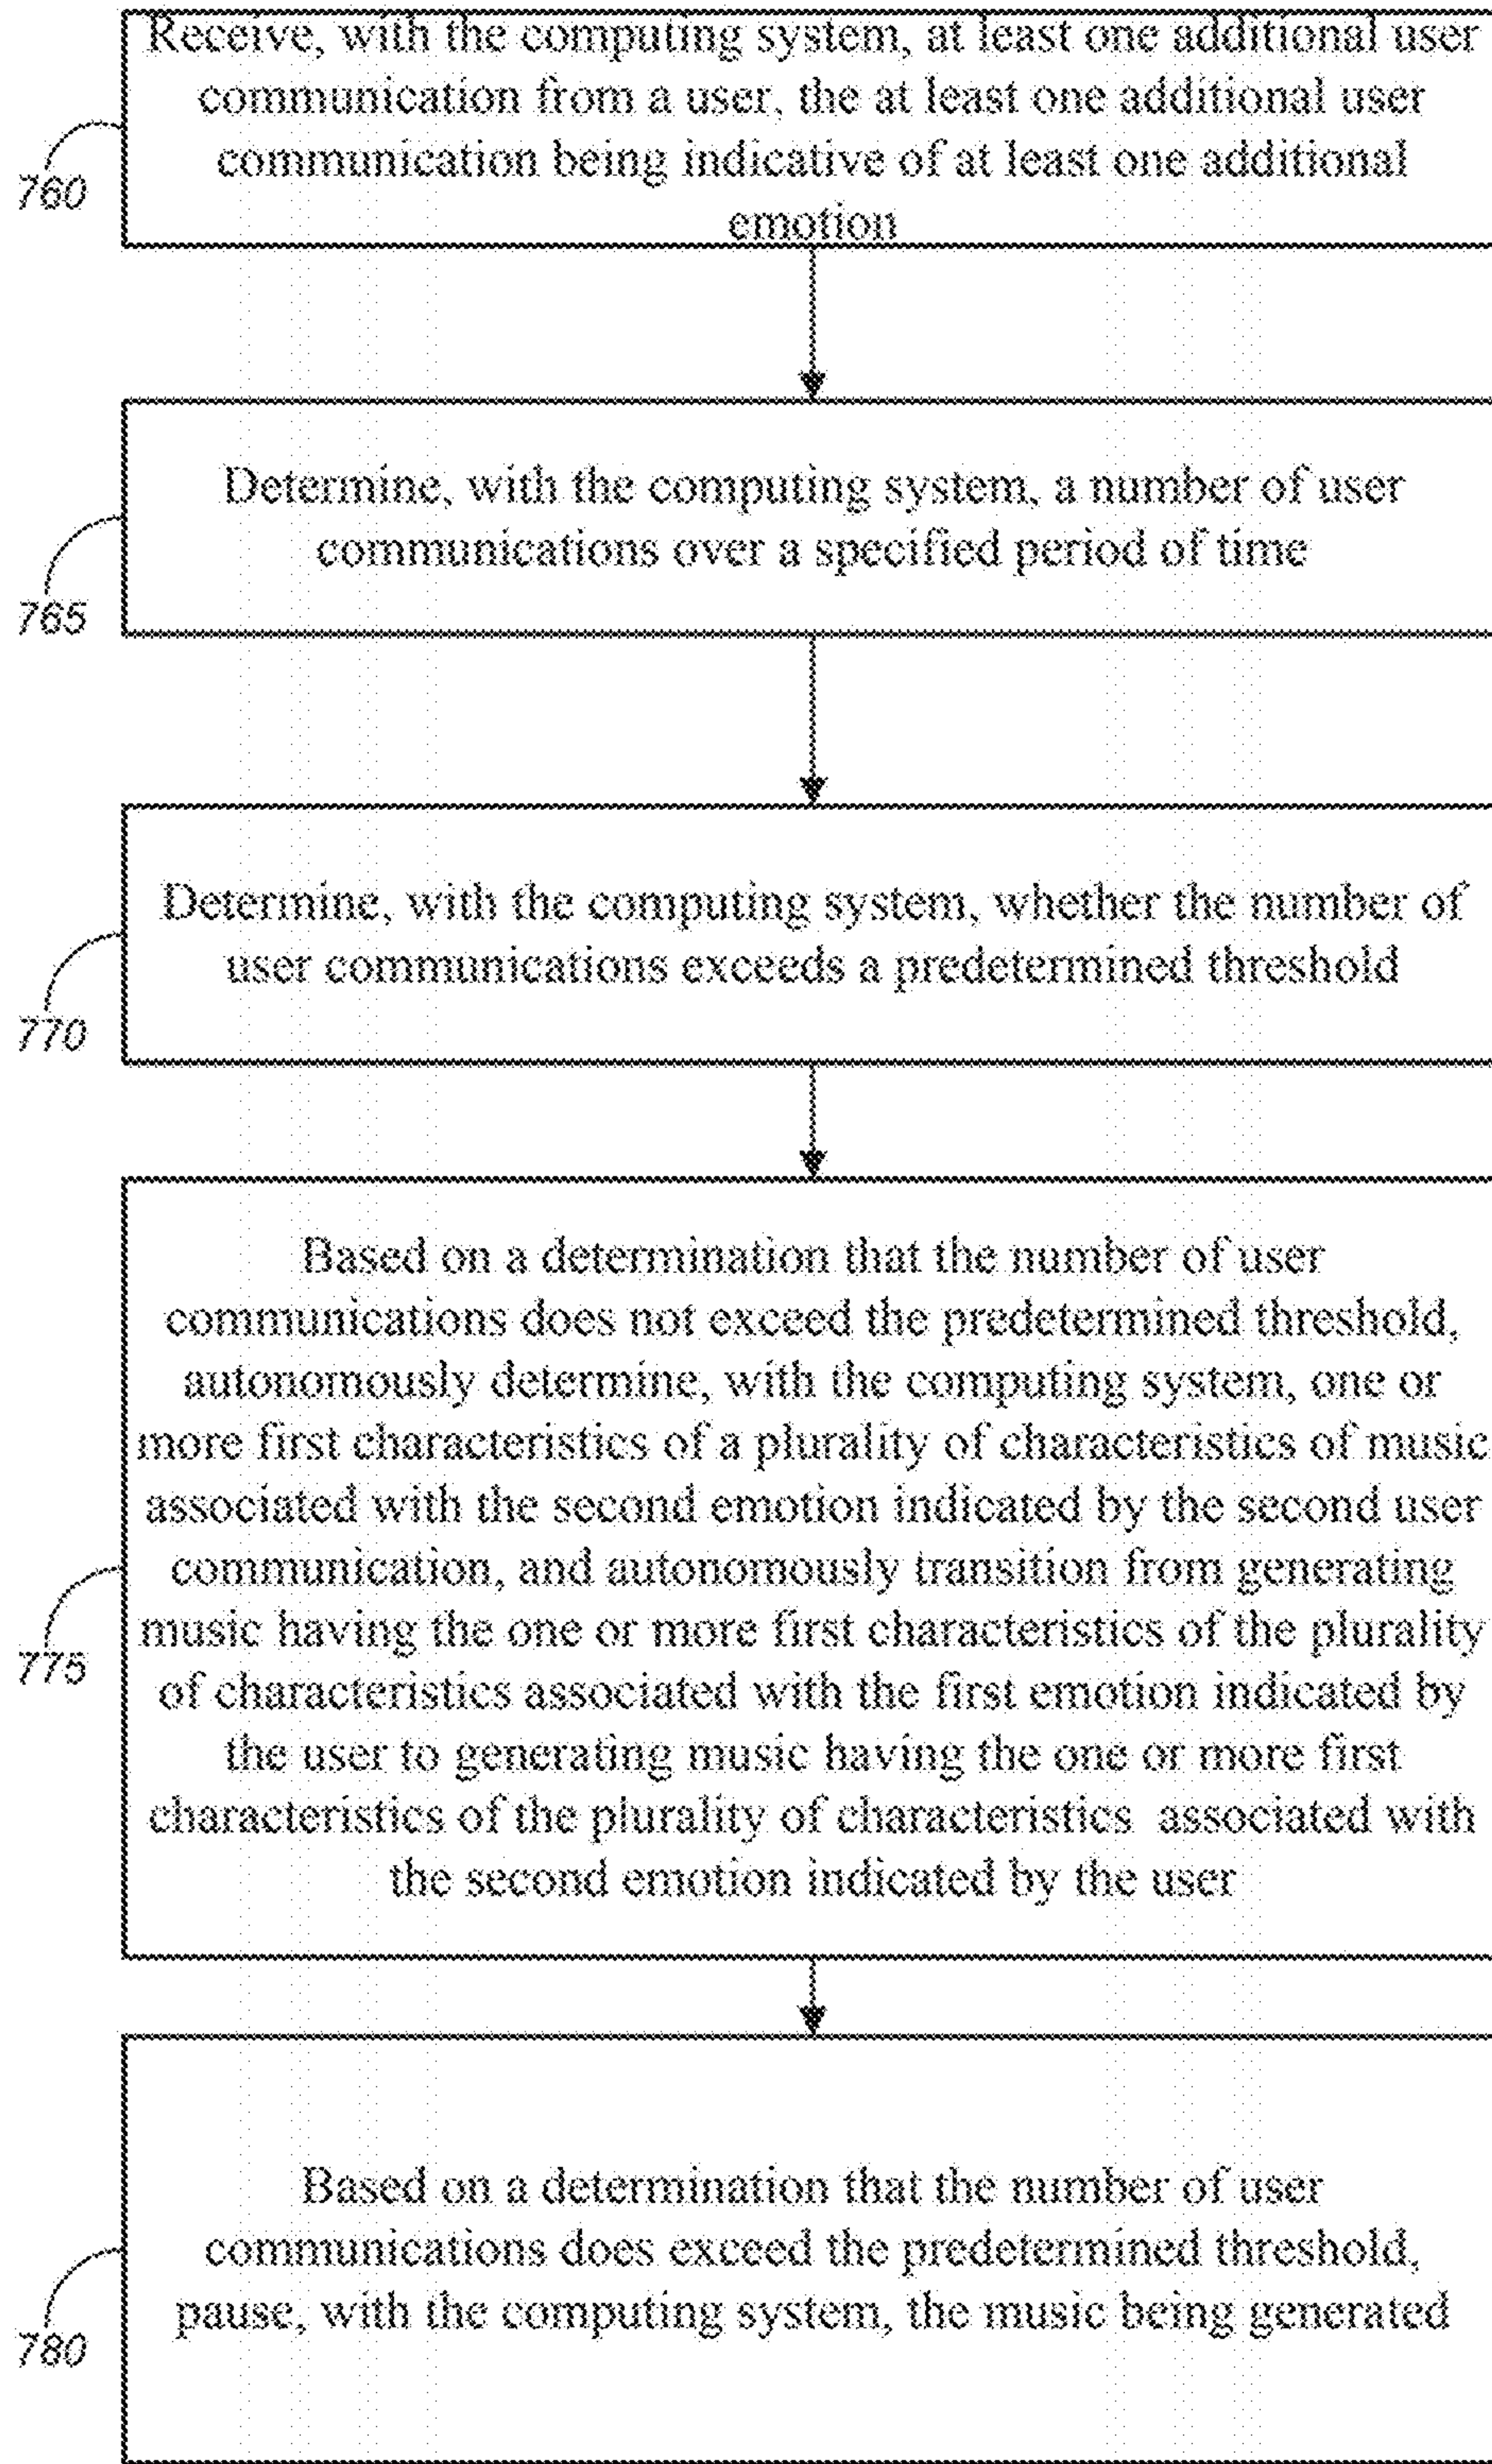 Receive, with the computing system, at least one additional user
communication from a user, the at least one additional user
communication being indicative of at least one additional
emotion
760
Determine, with the computing system, a number of user
communications over a specified period of time
765
Determine, with the computing system, whether the number of
user communications exceeds a predetermined threshold
770
Based on a determination that the number of user
communications does not exceed the predetermined threshold,
autonomously determine, with the computing system, one or
more first characteristics of a plurality of characteristics of music
associated with the second emotion indicated by the second user
communication, and autonomously transition from generating
music having the one or more first characteristics of the plurality
of characteristics associated with the first emotion indicated by
the user to generating music having the one or more first
characteristics of the plurality of characteristics associated with
the second emotion indicated by the user
775
Based on a determination that the number of user
communications does exceed the predetermined threshold,
pause, with the computing system, the music being generated
780